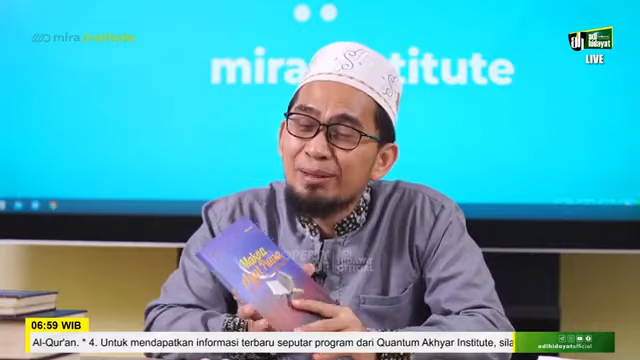 mira institute
adi hidayat
LIVE
mira institute
OFFICIAL
06:59 WIB
Al-Qur'an. * 4. Untuk mendapatkan informasi terbaru seputar program dari Quantum Akhyar Institute, sila
adihidayatofficial